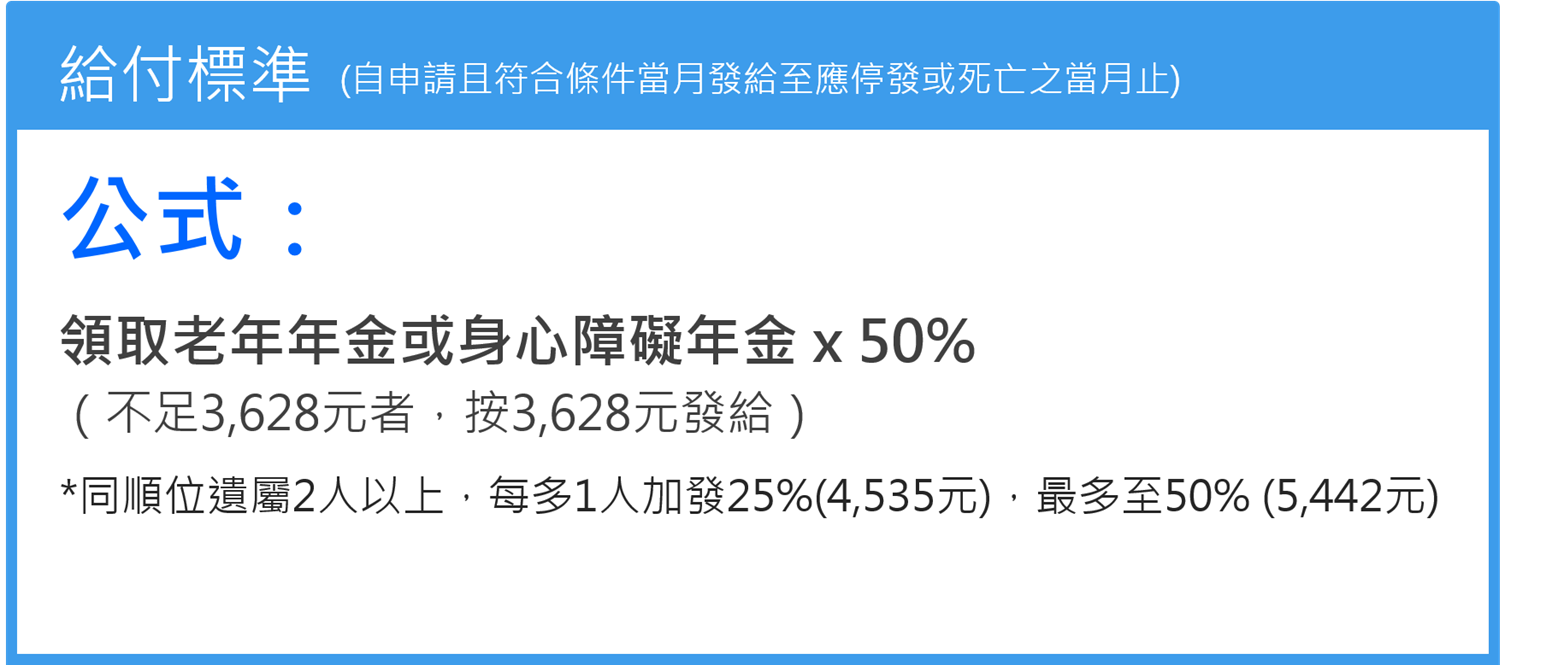 給付標準 (自申請且符合條件當月發給至應停發或死亡之當月止)
公式：
領取老年年金或身心障礙年金 x 50%
（不足3,628元者，按3,628元發給）
*同順位遺屬2人以上，每多1人加發25%(4,535元)，最多至50% (5,442元)